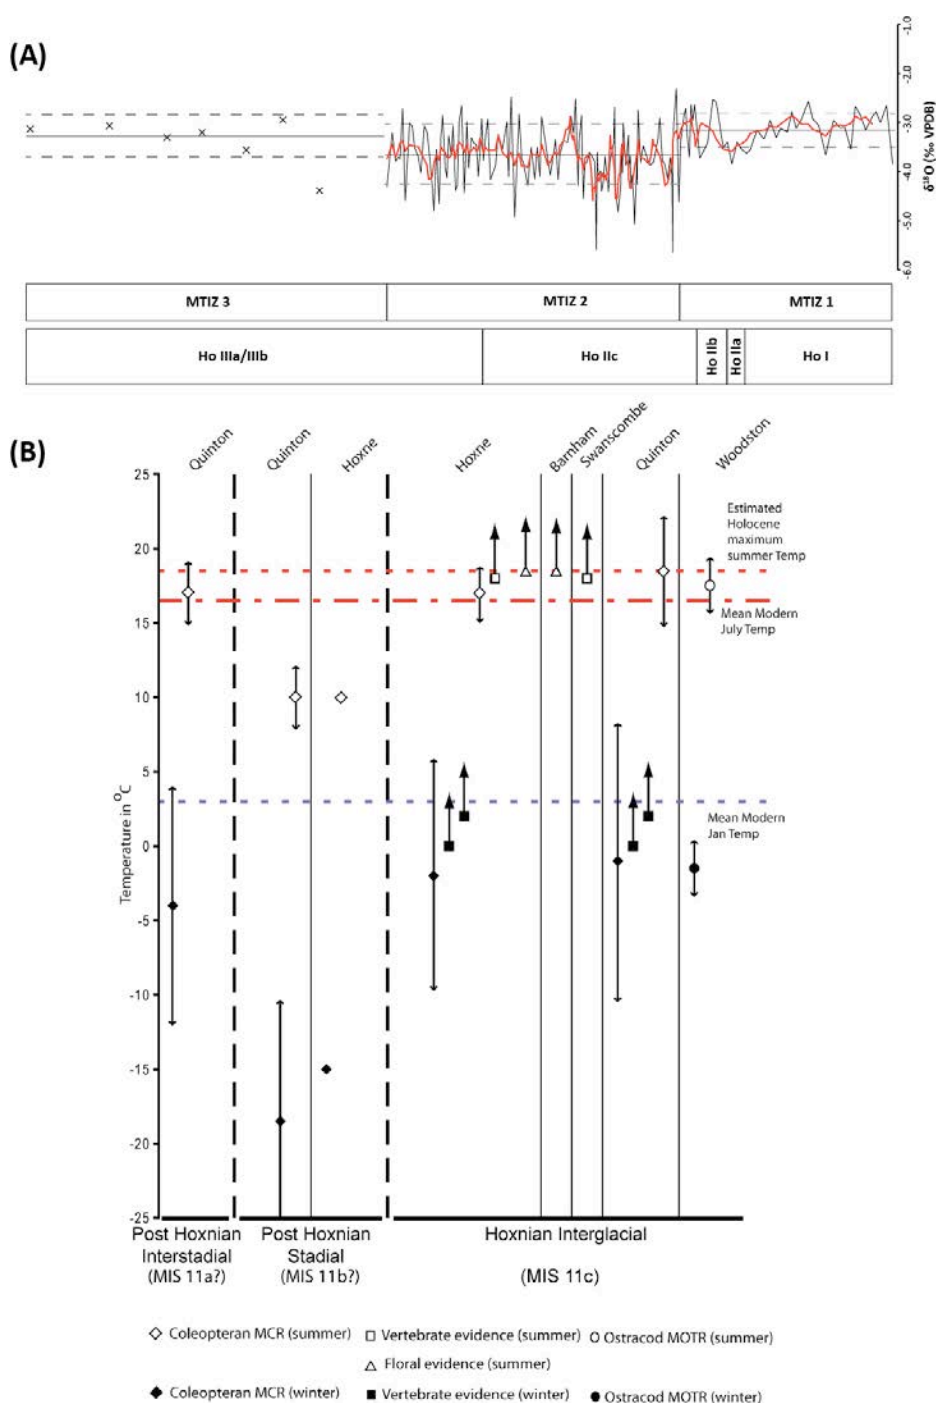 (A)
-1.0
-2.0
-3.0
-4.0
-5.0
-6.0
δ¹⁸O (‰ VPDB)
MTIZ 3
MTIZ 2
MTIZ 1
Ho IIIa/IIIb
Ho IIc
Ho IIb
Ho IIa
Ho I
(B)
Quinton
Quinton
Hoxne
Hoxne
Barnham
Swanscombe
Quinton
Woodston
25
20
15
10
5
0
-5
-10
-15
-20
-25
Temperature in °C
Estimated
Holocene
maximum
summer Temp
Mean Modern
July Temp
Mean Modern
Jan Temp
Post Hoxnian
Interstadial
(MIS 11a?)
Post Hoxnian
Stadial
(MIS 11b?)
Hoxnian Interglacial
(MIS 11c)
Coleopteran MCR (summer)
Vertebrate evidence (summer)
Ostracod MOTR (summer)
Floral evidence (summer)
Coleopteran MCR (winter)
Vertebrate evidence (winter)
Ostracod MOTR (winter)